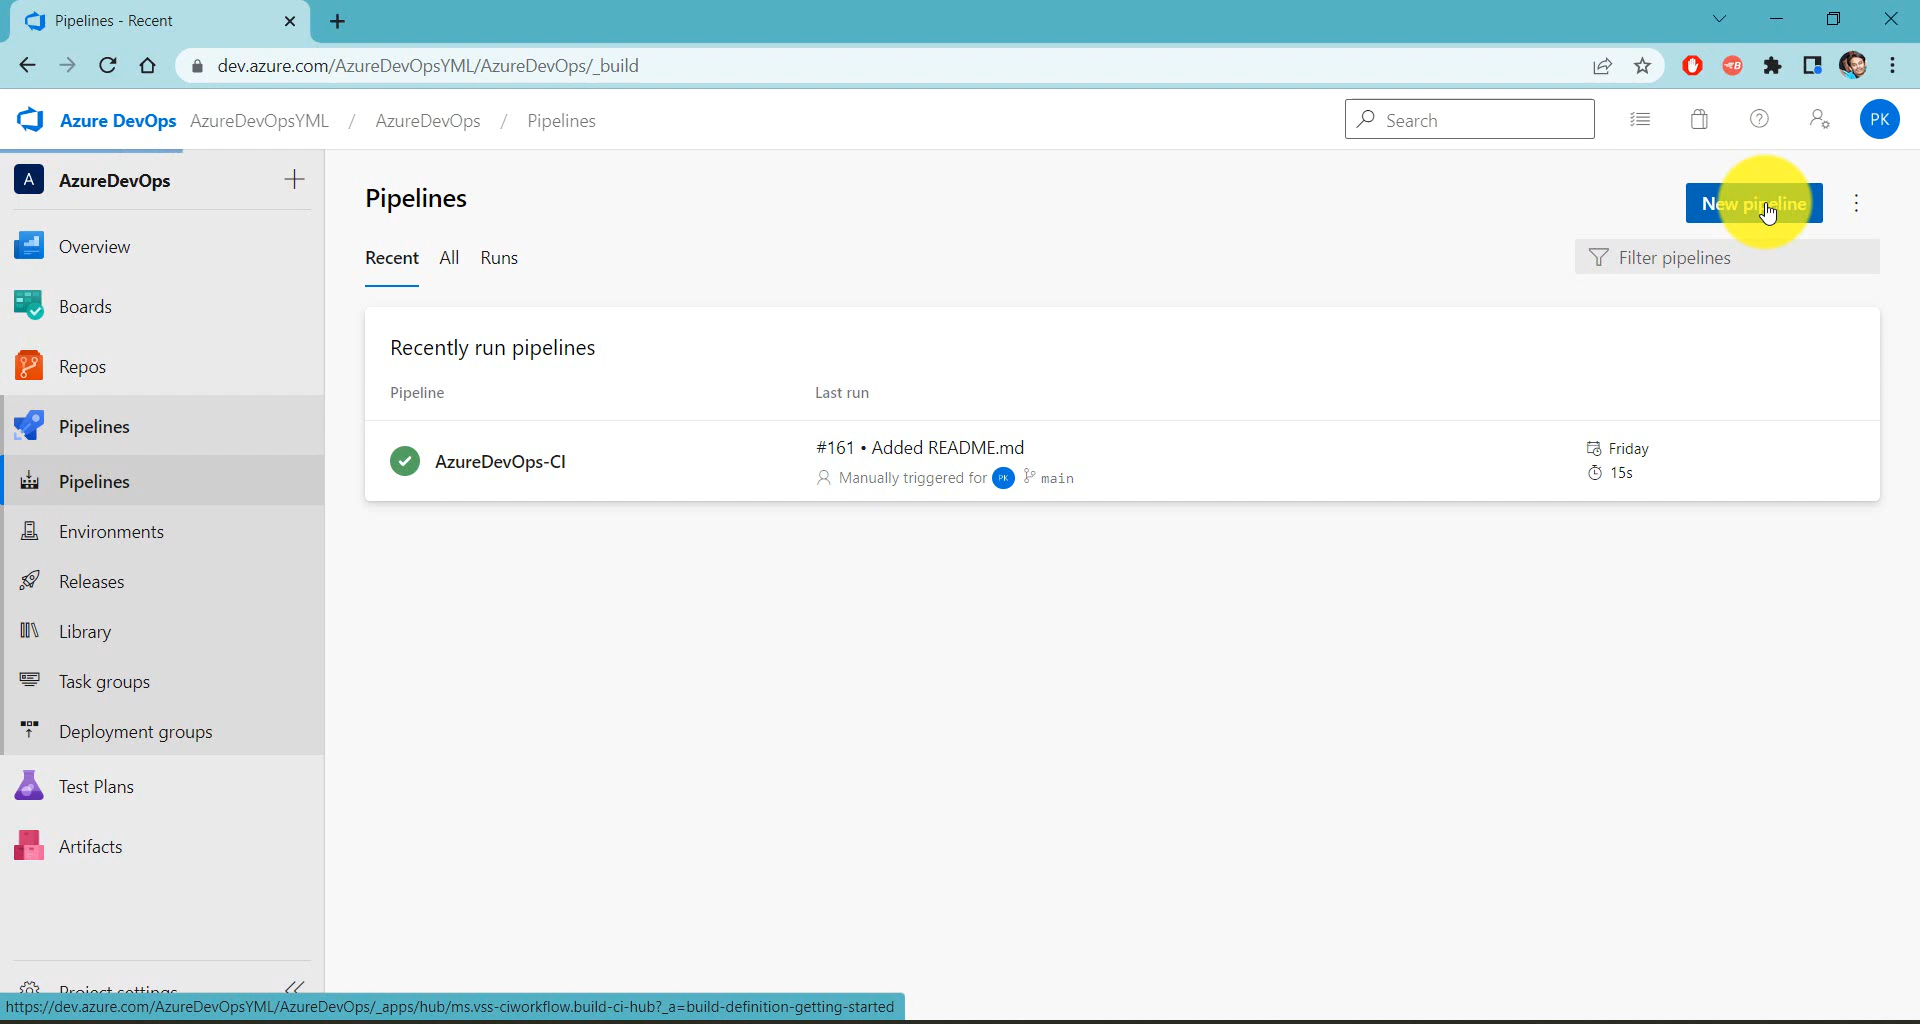 Pipelines - Recent
dev.azure.com/AzureDevOpsYML/AzureDevOps/_build
Azure DevOps AzureDevOpsYML / AzureDevOps / Pipelines
Search
PK
A AzureDevOps
Overview
Boards
Repos
Pipelines
Pipelines
Environments
Releases
Library
Task groups
Deployment groups
Test Plans
Artifacts
Project settings
Pipelines
New pipeline
Recent All Runs
Filter pipelines
Recently run pipelines
Pipeline Last run
AzureDevOps-CI
#161 • Added README.md
Manually triggered for PK main
Friday
15s
https://dev.azure.com/AzureDevOpsYML/AzureDevOps/_apps/hub/ms.vss-ciworkflow.build-ci-hub?_a=build-definition-getting-started